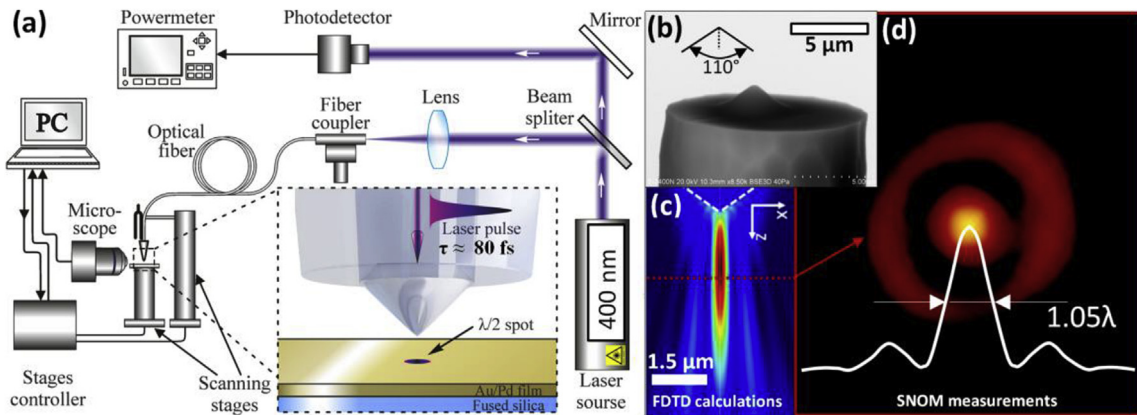 (a)
Powermeter
Photodetector
Mirror
PC
Optical
fiber
Fiber
coupler
Lens
Beam
spliter
Micro-
scope
Laser pulse
τ ≈ 80 fs
λ/2 spot
Au/Pd film
Fused silica
400 nm
Stages
controller
Scanning
stages
Laser
sourse
(b)
110°
5 μm
5.00um
(c)
X
Z
1.5 μm
FDTD calculations
(d)
1.05λ
SNOM measurements